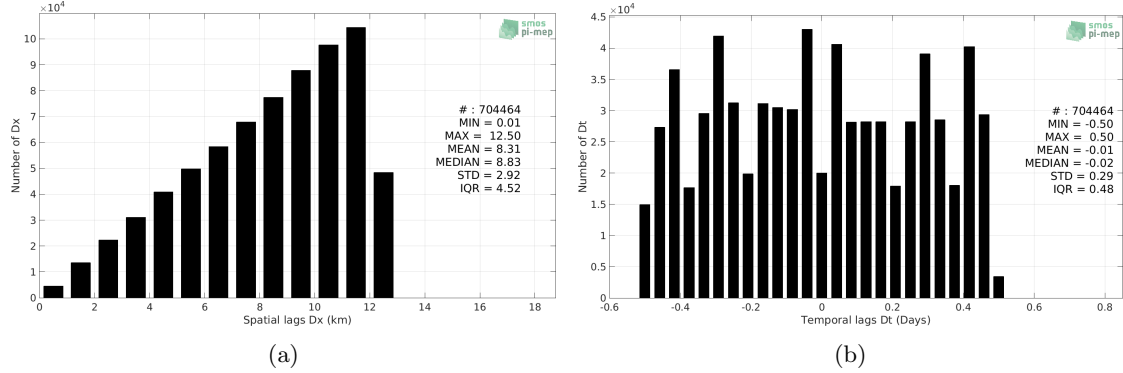 ×10⁴
10
9
8
7
6
5
4
3
2
1
0
Number of Dx
0 2 4 6 8 10 12 14 16 18
Spatial lags Dx (km)
smos
pi-mep
# : 704464
MIN = 0.01
MAX = 12.50
MEAN = 8.31
MEDIAN = 8.83
STD = 2.92
IQR = 4.52
(a)
×10⁴
4.5
4
3.5
3
2.5
2
1.5
1
0.5
0
Number of Dt
-0.6 -0.4 -0.2 0 0.2 0.4 0.6 0.8
Temporal lags Dt (Days)
smos
pi-mep
# : 704464
MIN = -0.50
MAX = 0.50
MEAN = -0.01
MEDIAN = -0.02
STD = 0.29
IQR = 0.48
(b)